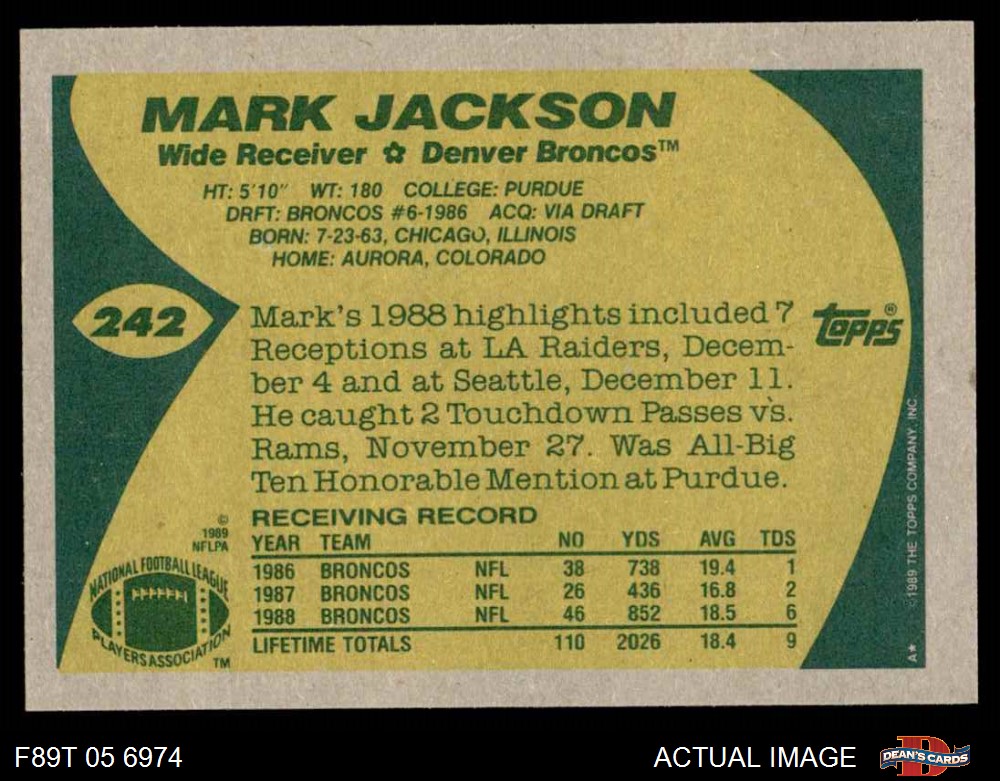 MARK JACKSON
Wide Receiver ✩ Denver Broncos™
HT: 5'10" WT: 180 COLLEGE: PURDUE
DRFT: BRONCOS #6-1986 ACQ: VIA DRAFT
BORN: 7-23-63, CHICAGO, ILLINOIS
HOME: AURORA, COLORADO
242
Mark's 1988 highlights included 7
Receptions at LA Raiders, Decem-
ber 4 and at Seattle, December 11.
He caught 2 Touchdown Passes vs.
Rams, November 27. Was All-Big
Ten Honorable Mention at Purdue.
topps®
RECEIVING RECORD
YEAR TEAM NO YDS AVG TDS
1986 BRONCOS NFL 38 738 19.4 1
1987 BRONCOS NFL 26 436 16.8 2
1988 BRONCOS NFL 46 852 18.5 6
LIFETIME TOTALS 110 2026 18.4 9
©
1989
NFLPA
NATIONAL FOOTBALL LEAGUE
PLAYERS ASSOCIATION
™
©1989 THE TOPPS COMPANY, INC.
A*
F89T 05 6974
ACTUAL IMAGE
DEAN'S CARDS